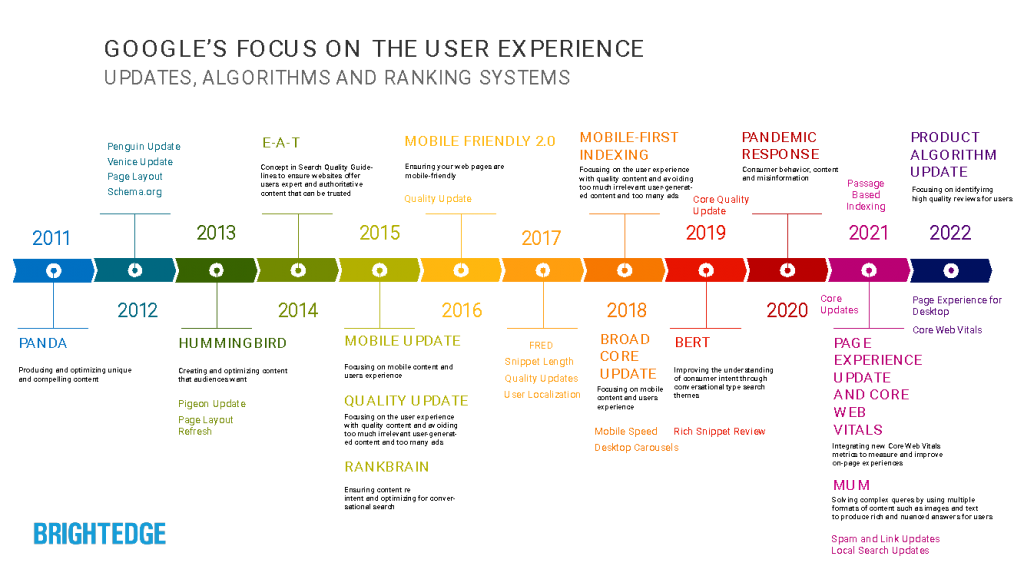 GOOGLE'S FOCUS ON THE USER EXPERIENCE
UPDATES, ALGORITHMS AND RANKING SYSTEMS
2011
PANDA
Producing and optimizing unique
and compelling content
Penguin Update
Venice Update
Page Layout
Schema.org
2012
2013
HUMMINGBIRD
Creating and optimizing content
that audiences want
Pigeon Update
Page Layout
Refresh
E-A-T
Concept in Search Quality Guide-
lines to ensure websites offer
users expert and authoritative
content that can be trusted
2014
2015
MOBILE UPDATE
Focusing on mobile content and
users experience
QUALITY UPDATE
Focusing on the user experience
with quality content and avoiding
too much irrelevant user-generat-
ed content and too many ads
RANKBRAIN
Ensuring content re
intent and optimizing for conver-
sational search
MOBILE FRIENDLY 2.0
Ensuring your web pages are
mobile-friendly
Quality Update
2016
2017
FRED
Snippet Length
Quality Updates
User Localization
MOBILE-FIRST
INDEXING
Focusing on the user experience
with quality content and avoiding
too much irrelevant user-generat-
ed content and too many ads
2018
BROAD
CORE
UPDATE
Focusing on mobile
content and users
experience
Mobile Speed
Desktop Carousels
Core Quality
Update
2019
BERT
Improving the understanding
of consumer intent through
conversational type search
themes
Rich Snippet Review
PANDEMIC
RESPONSE
Consumer behavior, content
and misinformation
2020
Passage
Based
Indexing
2021
Core
Updates
PAGE
EXPERIENCE
UPDATE
AND CORE
WEB
VITALS
Integrating new Core Web Vitals
metrics to measure and improve
on-page experiences
MUM
Solving complex queres by using multiple
formats of content such as images and text
to produce rich and nuanced answers for users
Spam and Link Updates
Local Search Updates
PRODUCT
ALGORITHM
UPDATE
Focusing on identifying
high quality reviews for users
2022
Page Experience for
Desktop
Core Web Vitals
BRIGHTEDGE